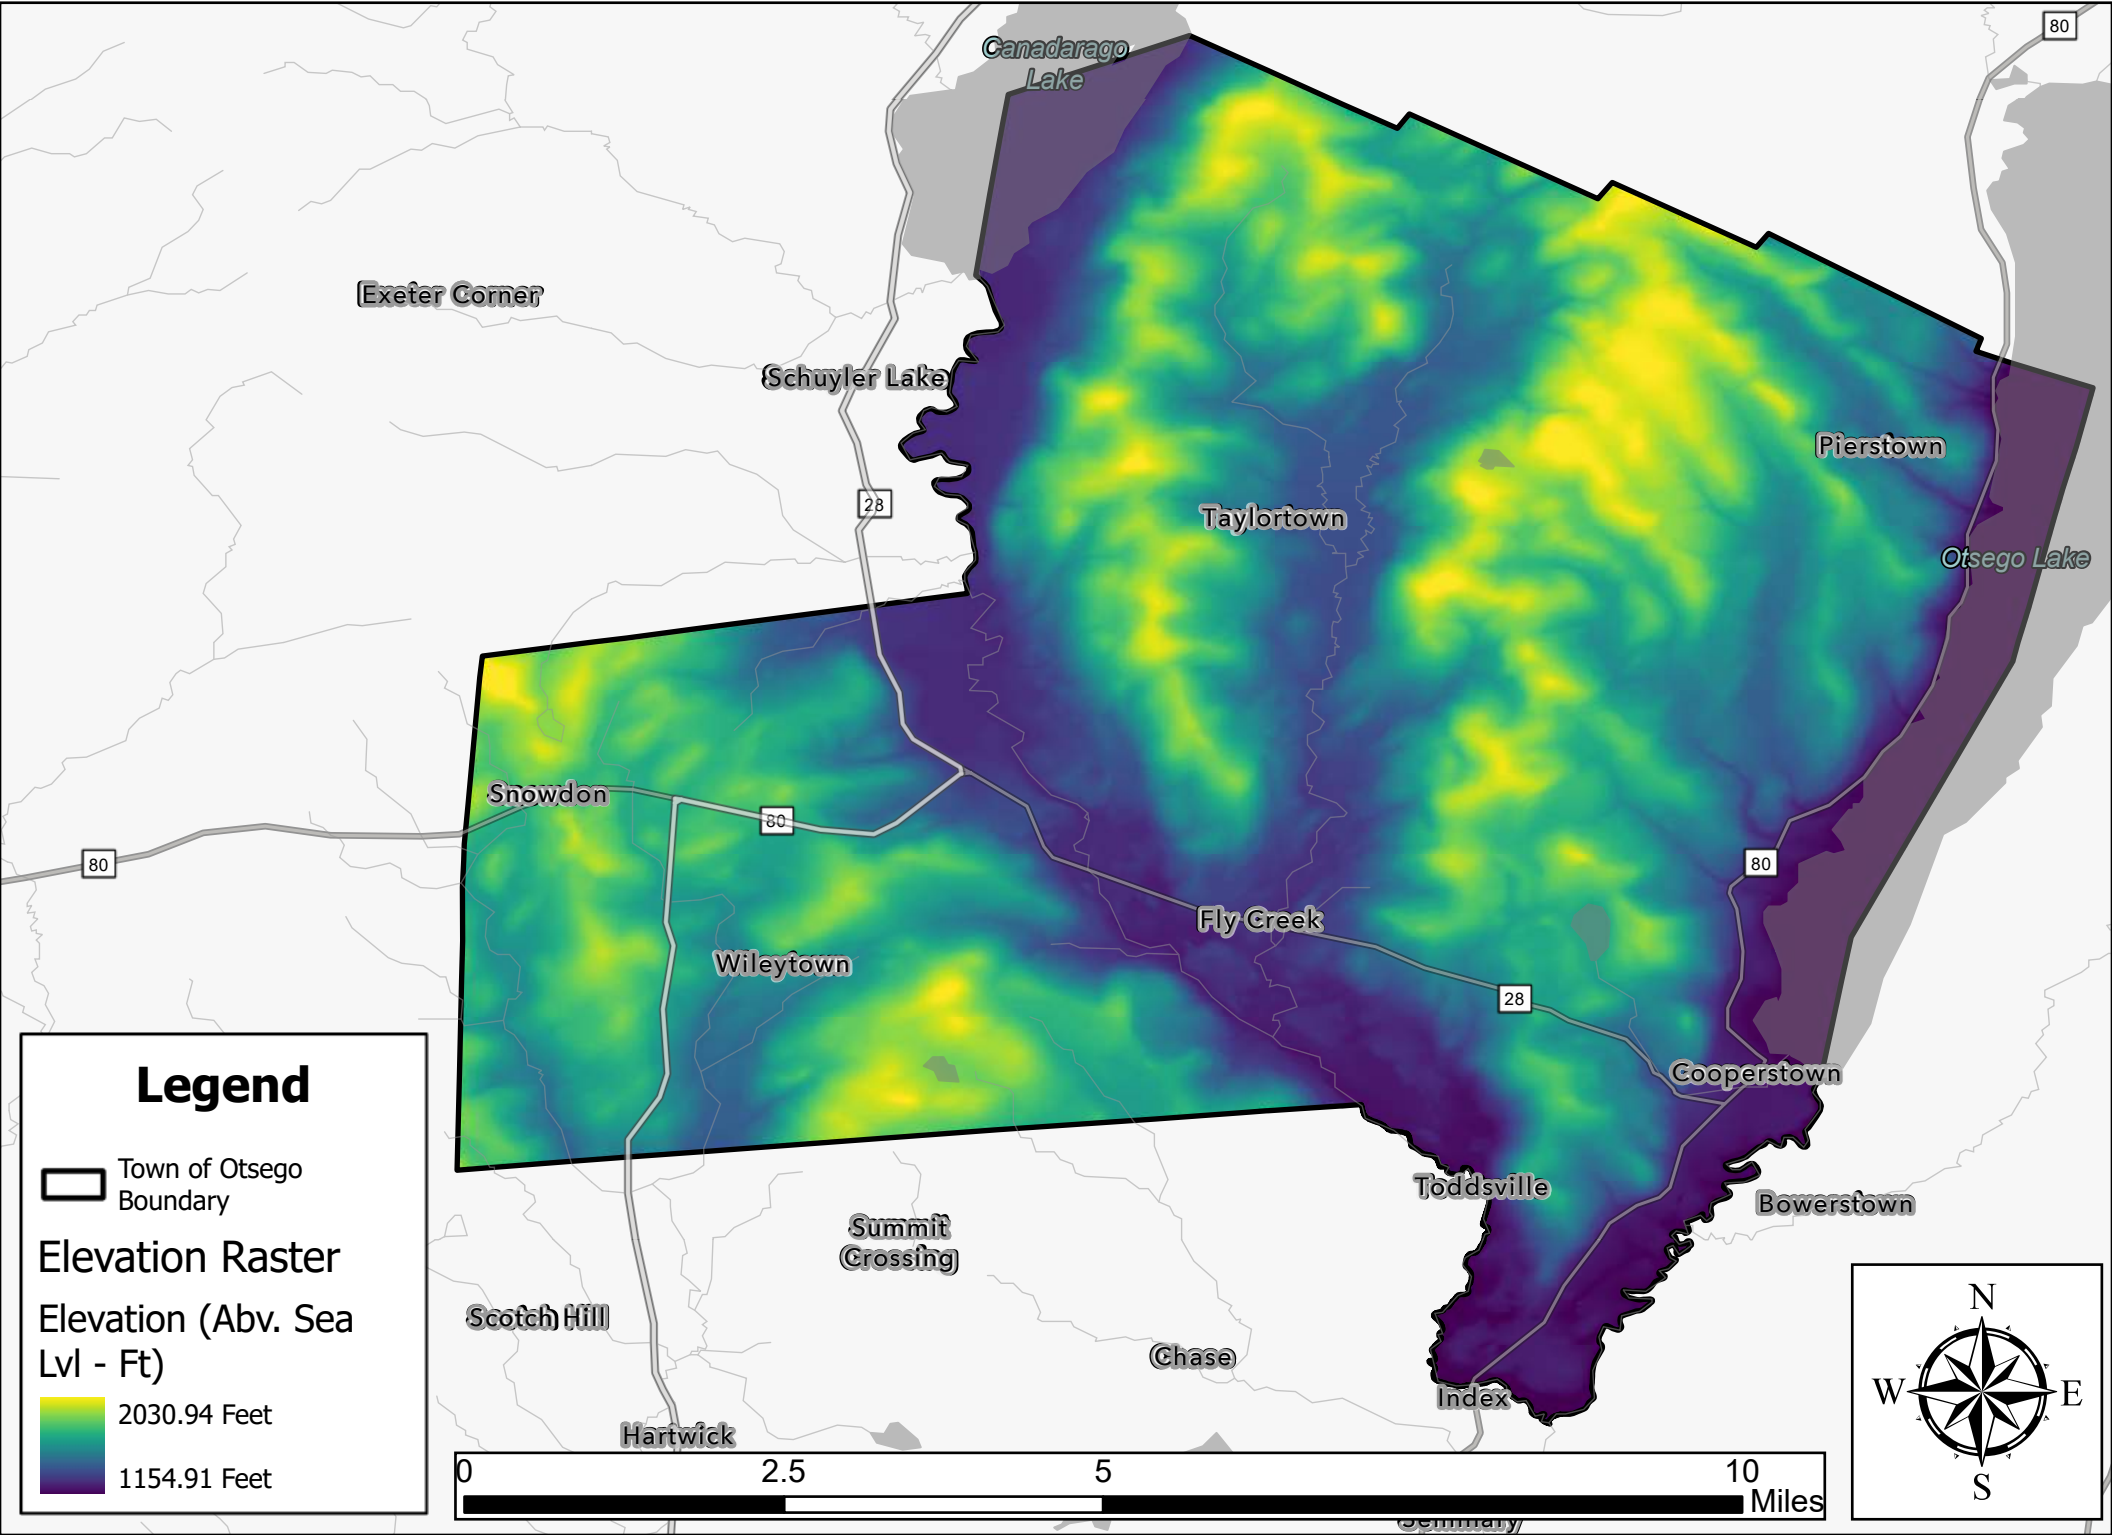 80
Canadarago
Lake
Exeter Corner
Schuyler Lake
Pierstown
28
Taylortown
Otsego Lake
Snowdon
80
80
80
Fly Creek
Wileytown
28
Cooperstown
Toddsville
Bowerstown
Summit
Crossing
Scotch Hill
Chase
Index
Hartwick
Legend
Town of Otsego
Boundary
Elevation Raster
Elevation (Abv. Sea
Lvl - Ft)
2030.94 Feet
1154.91 Feet
0 2.5 5 10
Miles
N
W E
S